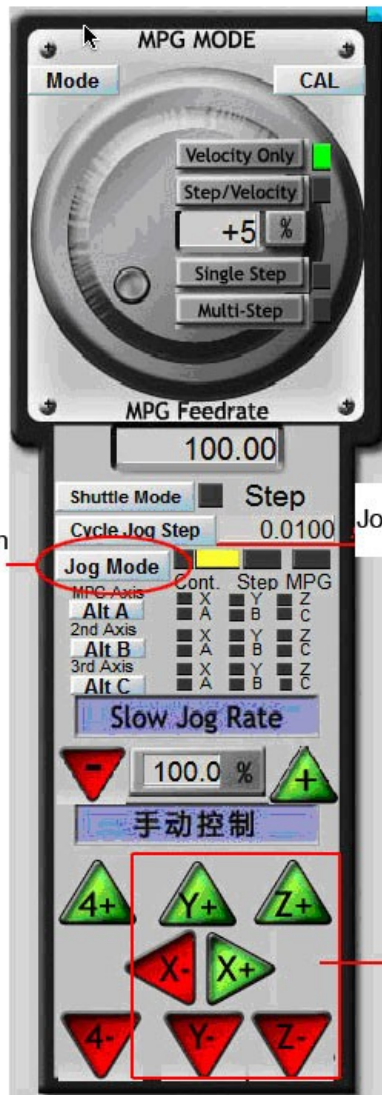 MPG MODE
Mode CAL
Velocity Only
Step/Velocity
+5 %
Single Step
Multi-Step
MPG Feedrate
100.00
Shuttle Mode Step
Cycle Jog Step 0.0100 Jo
n
Jog Mode
Cont. Step MPG
MPG Axis X Y Z
Alt A A B C
2nd Axis X Y Z
Alt B A B C
3rd Axis X Y Z
Alt C A B C
Slow Jog Rate
- 100.0 % +
手动控制
4+ Y+ Z+
X- X+
4- Y- Z-